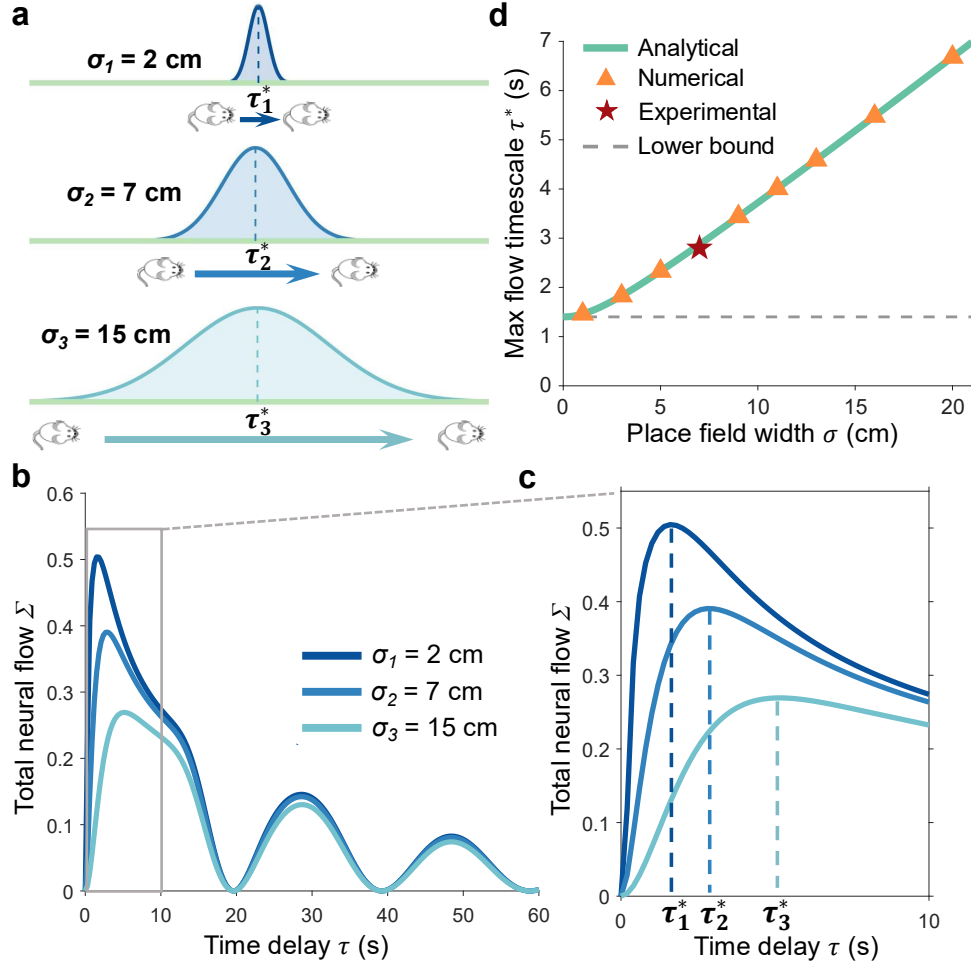 a
σ1 = 2 cm
τ1*
σ2 = 7 cm
τ2*
σ3 = 15 cm
τ3*
d
Max flow timescale τ* (s)
7
6
5
4
3
2
1
0
Analytical
Numerical
Experimental
Lower bound
0 5 10 15 20
Place field width σ (cm)
b
Total neural flow Σ
0.6
0.5
0.4
0.3
0.2
0.1
0
σ1 = 2 cm
σ2 = 7 cm
σ3 = 15 cm
0 10 20 30 40 50 60
Time delay τ (s)
c
Total neural flow Σ
0.5
0.4
0.3
0.2
0.1
0
0 τ1* τ2* τ3* 10
Time delay τ (s)